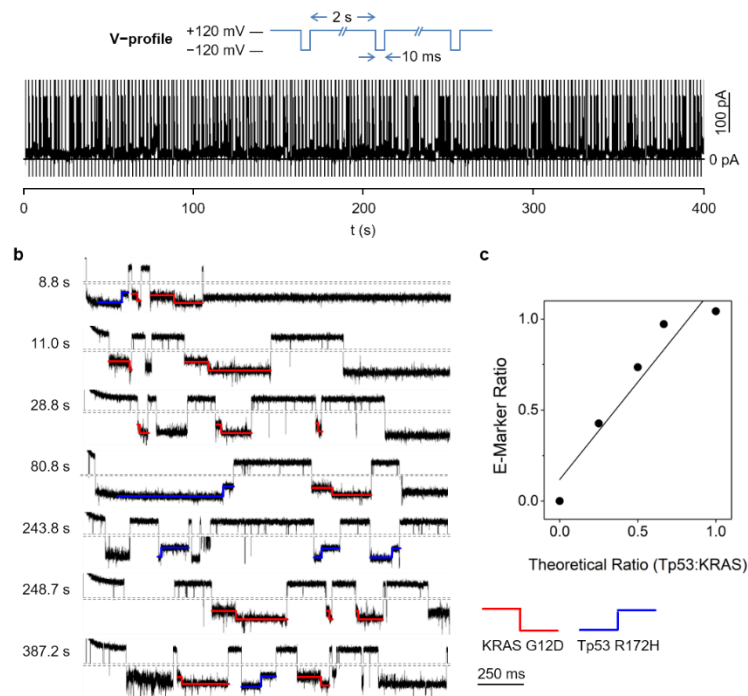 V−profile
+120 mV
−120 mV
2 s
10 ms
100 pA
0 pA
0 100 200 300 400
t (s)
b
8.8 s
11.0 s
28.8 s
80.8 s
243.8 s
248.7 s
387.2 s
c
1.0
0.5
0.0
E-Marker Ratio
0.0 0.5 1.0
Theoretical Ratio (Tp53:KRAS)
KRAS G12D Tp53 R172H
250 ms